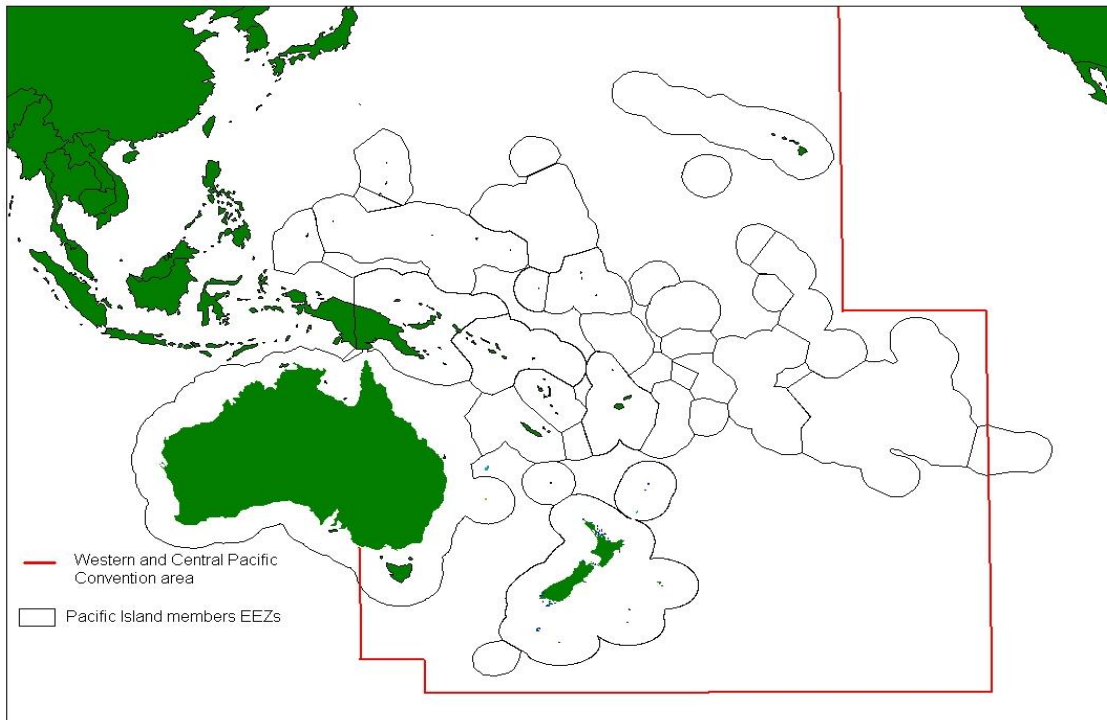 Western and Central Pacific
Convention area
Pacific Island members EEZs